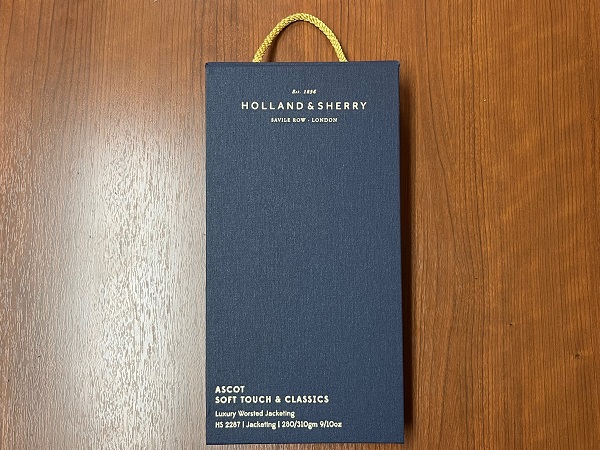 Est. 1836
HOLLAND & SHERRY
SAVILE ROW · LONDON
ASCOT
SOFT TOUCH & CLASSICS
Luxury Worsted Jacketing
HS 2287 | Jacketing | 280/310gm 9/10oz